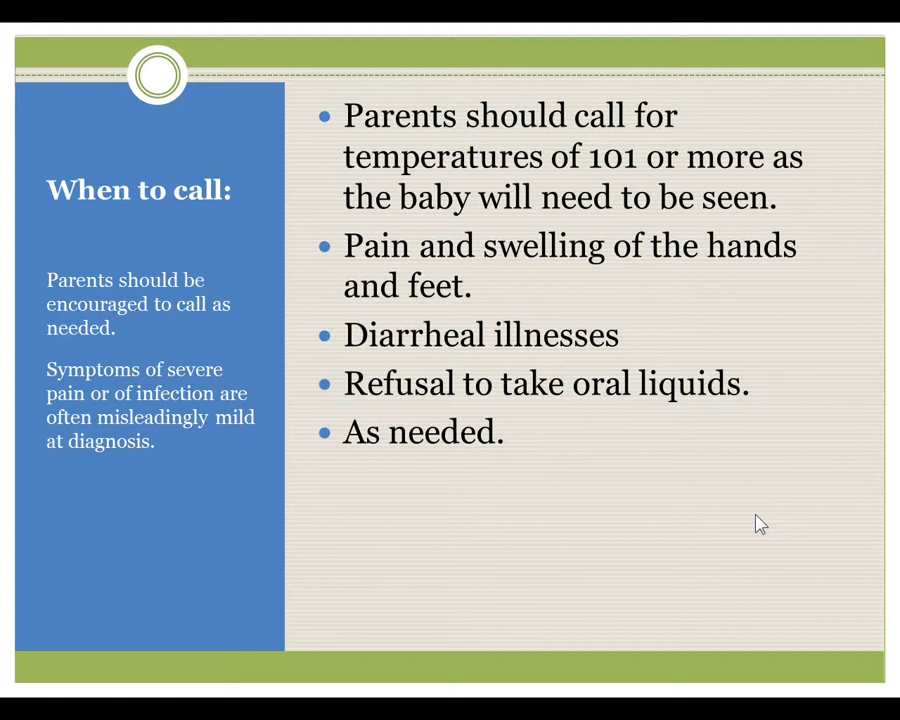 When to call:
Parents should be
encouraged to call as
needed.
Symptoms of severe
pain or of infection are
often misleadingly mild
at diagnosis.
• Parents should call for
temperatures of 101 or more as
the baby will need to be seen.
• Pain and swelling of the hands
and feet.
• Diarrheal illnesses
• Refusal to take oral liquids.
• As needed.